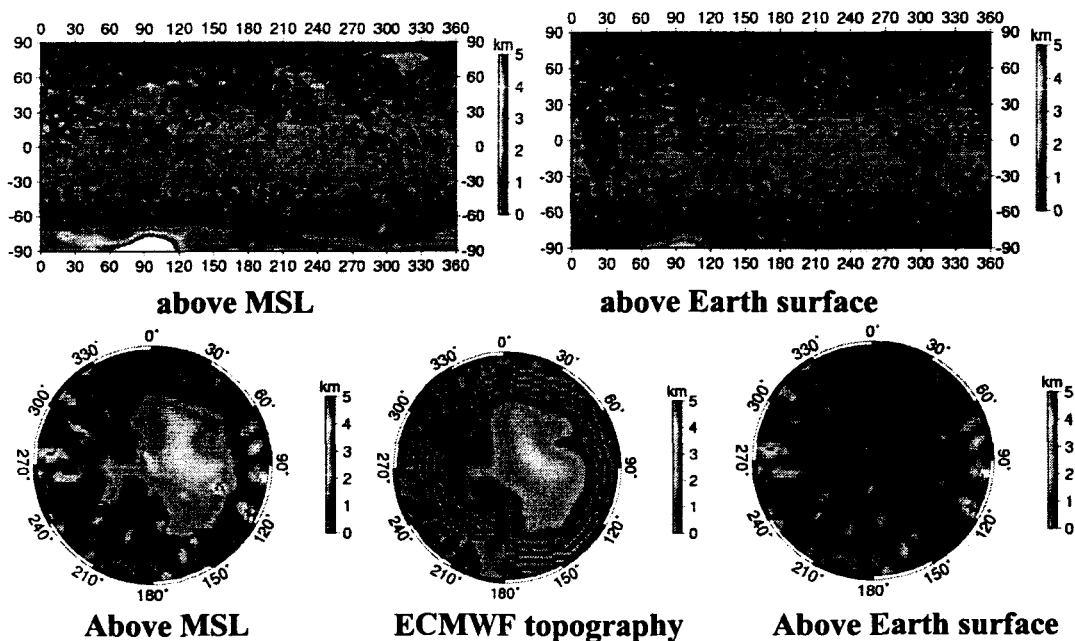 0 30 60 90 120 150 180 210 240 270 300 330 360
90 60 30 0 -30 -60 -90
90 60 30 0 -30 -60 -90
0 30 60 90 120 150 180 210 240 270 300 330 360
km 5 4 3 2 1 0
above MSL
0 30 60 90 120 150 180 210 240 270 300 330 360
90 60 30 0 -30 -60 -90
90 60 30 0 -30 -60 -90
0 30 60 90 120 150 180 210 240 270 300 330 360
km 5 4 3 2 1 0
above Earth surface
0° 30° 60° 90° 120° 150° 180° 210° 240° 270° 300° 330°
km 5 4 3 2 1 0
Above MSL
0° 30° 60° 90° 120° 150° 180° 210° 240° 270° 300° 330°
km 5 4 3 2 1 0
ECMWF topography
0° 30° 60° 90° 120° 150° 180° 210° 240° 270° 300° 330°
km 5 4 3 2 1 0
Above Earth surface